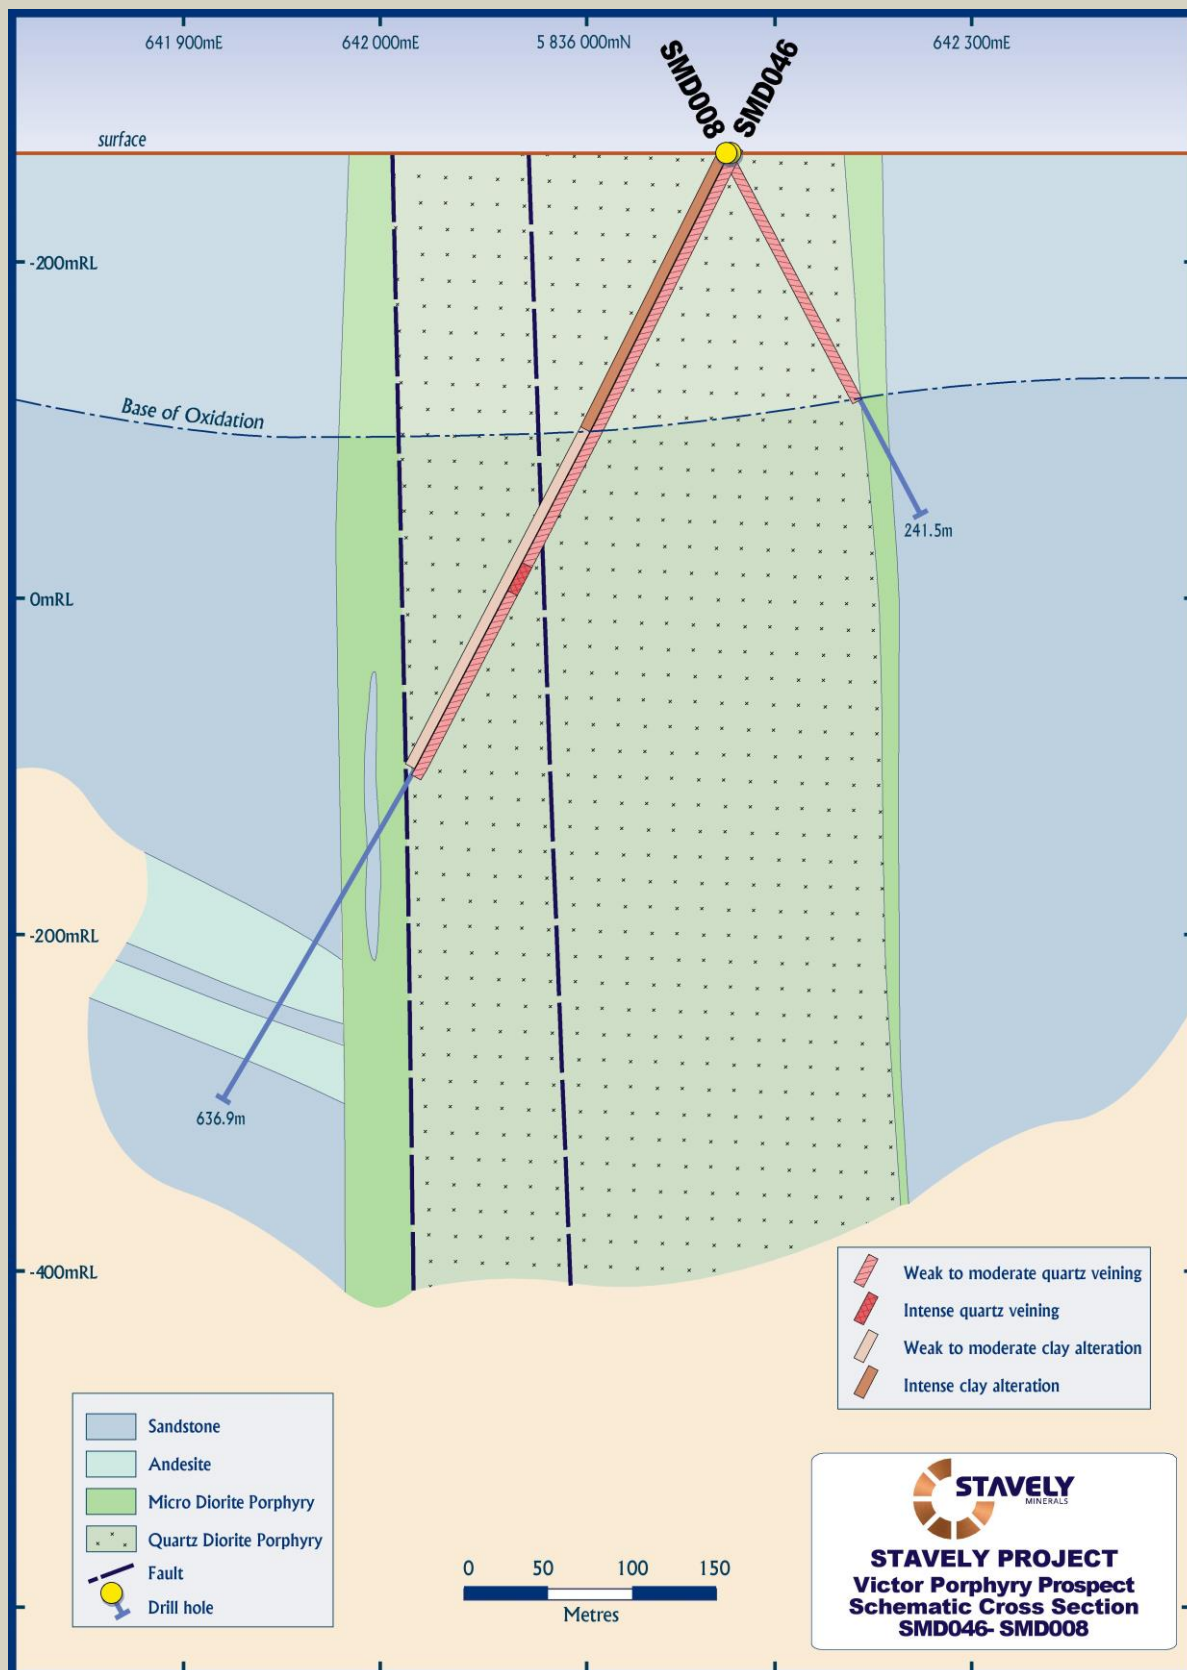 641 900mE
642 000mE
5 836 000mN
642 300mE
SMD008
SMD046
surface
-200mRL
Base of Oxidation
241.5m
0mRL
-200mRL
636.9m
-400mRL
Weak to moderate quartz veining
Intense quartz veining
Weak to moderate clay alteration
Intense clay alteration
Sandstone
Andesite
Micro Diorite Porphyry
Quartz Diorite Porphyry
Fault
Drill hole
0 50 100 150
Metres
STAVELY
MINERALS
STAVELY PROJECT
Victor Porphyry Prospect
Schematic Cross Section
SMD046- SMD008